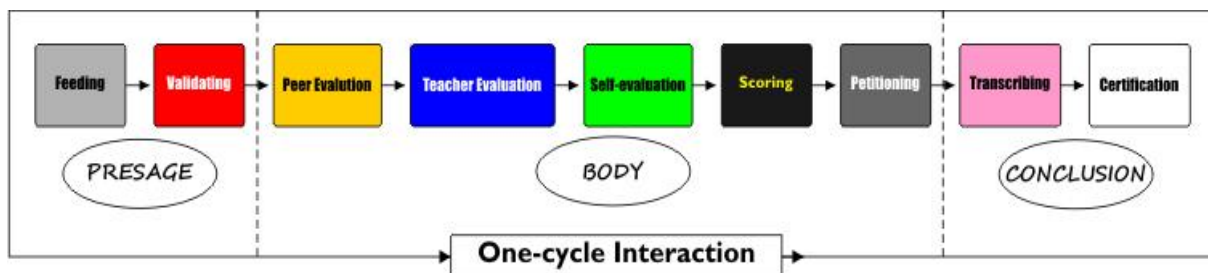 Feeding
Validating
Peer Evalution
Teacher Evaluation
Self-evaluation
Scoring
Petitioning
Transcribing
Certification
PRESAGE
BODY
CONCLUSION
One-cycle Interaction